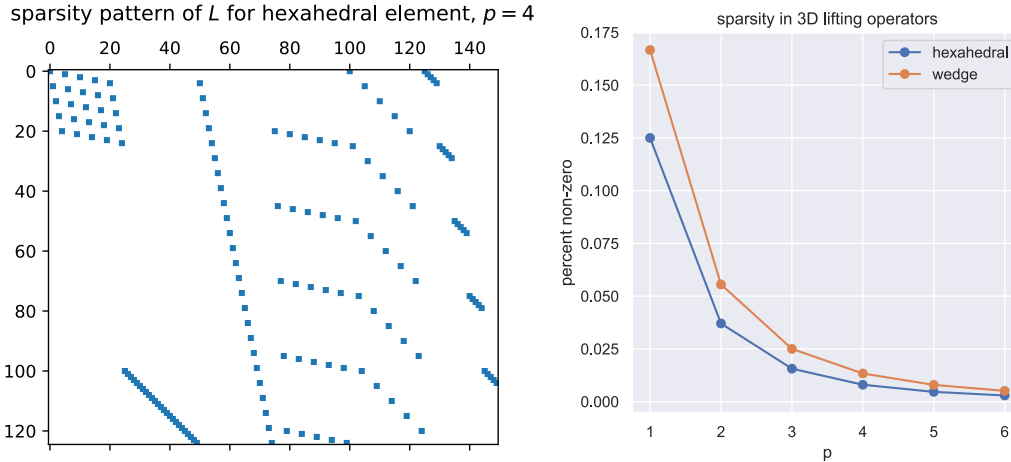 sparsity pattern of L for hexahedral element, p = 4
0 20 40 60 80 100 120 140
0
20
40
60
80
100
120
sparsity in 3D lifting operators
hexahedral
wedge
0.175
0.150
0.125
0.100
0.075
0.050
0.025
0.000
percent non-zero
1 2 3 4 5 6
p